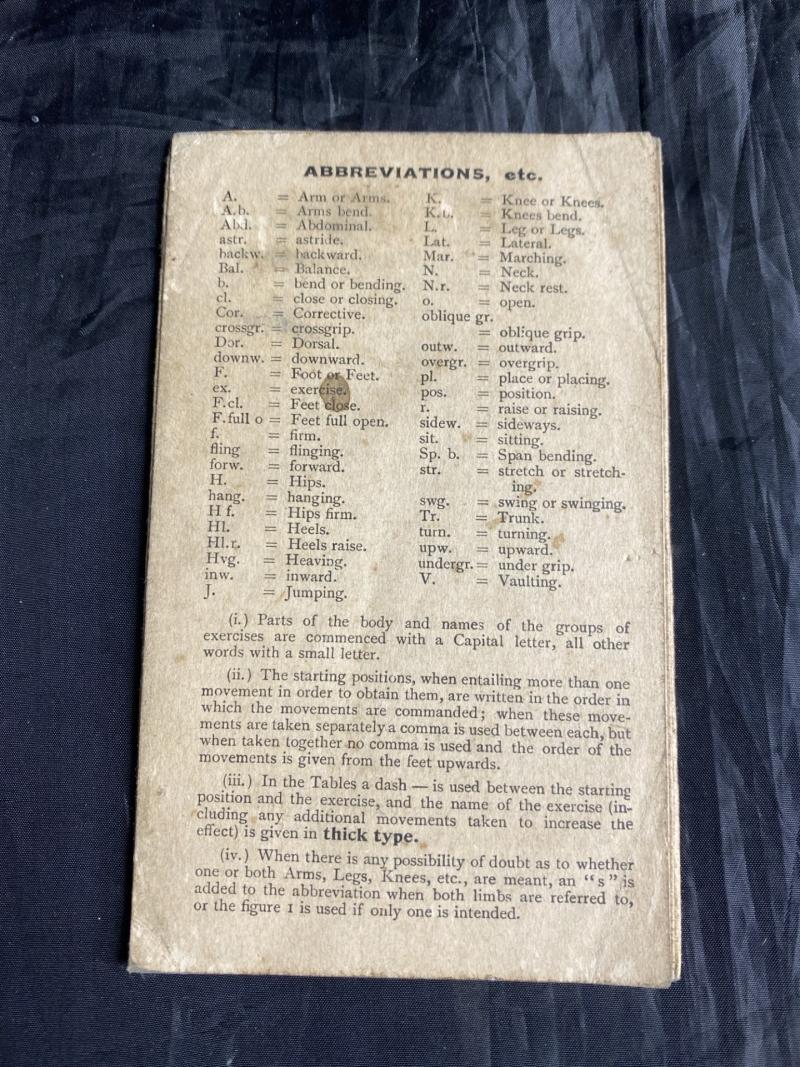 ABBREVIATIONS, etc.
A. = Arm or Arms.
A.b. = Arms bend.
Abd. = Abdominal.
astr. = astride.
backw. = backward.
Bal. = Balance.
b. = bend or bending.
cl. = close or closing.
Cor. = Corrective.
crossgr. = crossgrip.
Dor. = Dorsal.
downw. = downward.
F. = Foot or Feet.
ex. = exercise.
F.cl. = Feet close.
F.full o = Feet full open.
f. = firm.
fling = flinging.
forw. = forward.
H. = Hips.
hang. = hanging.
H f. = Hips firm.
Hl. = Heels.
Hl.r. = Heels raise.
Hvg. = Heaving.
inw. = inward.
J. = Jumping.
K. = Knee or Knees.
K.b. = Knees bend.
L. = Leg or Legs.
Lat. = Lateral.
Mar. = Marching.
N. = Neck.
N.r. = Neck rest.
o. = open.
oblique gr.
= oblique grip.
outw. = outward.
overgr. = overgrip.
pl. = place or placing.
pos. = position.
r. = raise or raising.
sidew. = sideways.
sit. = sitting.
Sp. b. = Span bending.
str. = stretch or stretch-
ing.
swg. = swing or swinging.
Tr. = Trunk.
turn. = turning.
upw. = upward.
undergr. = under grip.
V. = Vaulting.
(i.) Parts of the body and names of the groups of
exercises are commenced with a Capital letter, all other
words with a small letter.
(ii.) The starting positions, when entailing more than one
movement in order to obtain them, are written in the order in
which the movements are commanded; when these move-
ments are taken separately a comma is used between each, but
when taken together no comma is used and the order of the
movements is given from the feet upwards.
(iii.) In the Tables a dash — is used between the starting
position and the exercise, and the name of the exercise (in-
cluding any additional movements taken to increase the
effect) is given in thick type.
(iv.) When there is any possibility of doubt as to whether
one or both Arms, Legs, Knees, etc., are meant, an "s" is
added to the abbreviation when both limbs are referred to,
or the figure 1 is used if only one is intended.